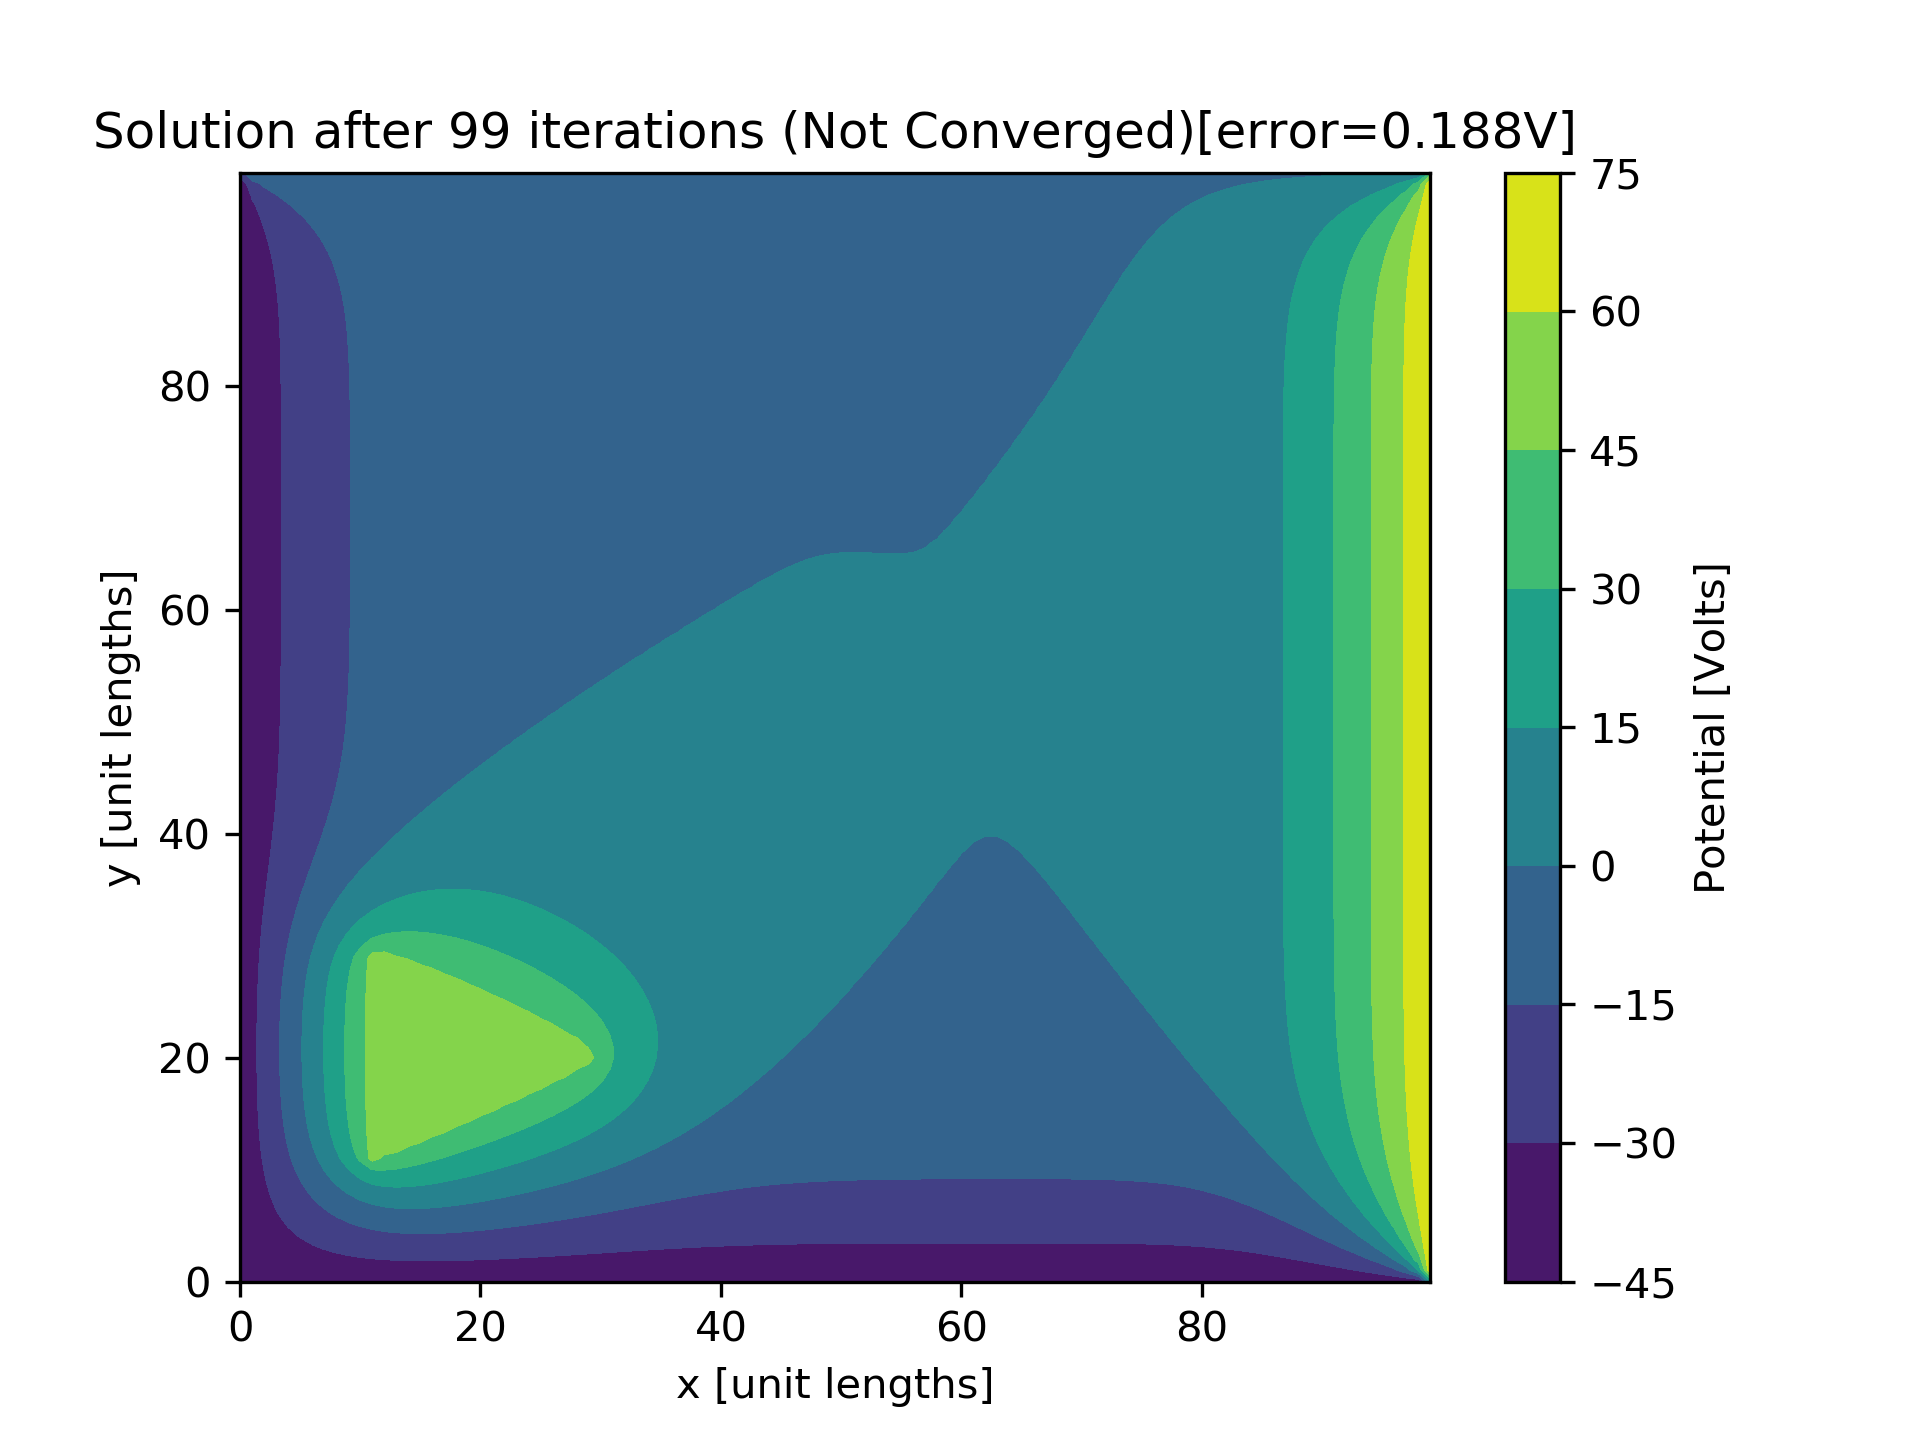 Solution after 99 iterations (Not Converged)[error=0.188V]
75
60
45
30
15
0
−15
−30
−45
Potential [Volts]
80
60
40
20
0
y [unit lengths]
0 20 40 60 80
x [unit lengths]